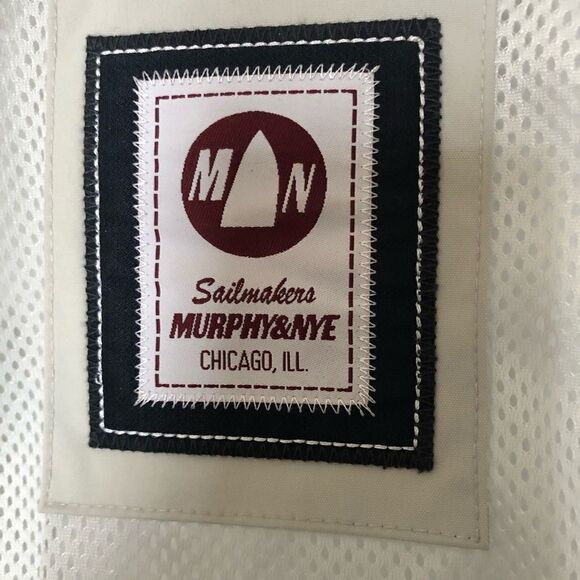 M N
Sailmakers
MURPHY&NYE
CHICAGO, ILL.